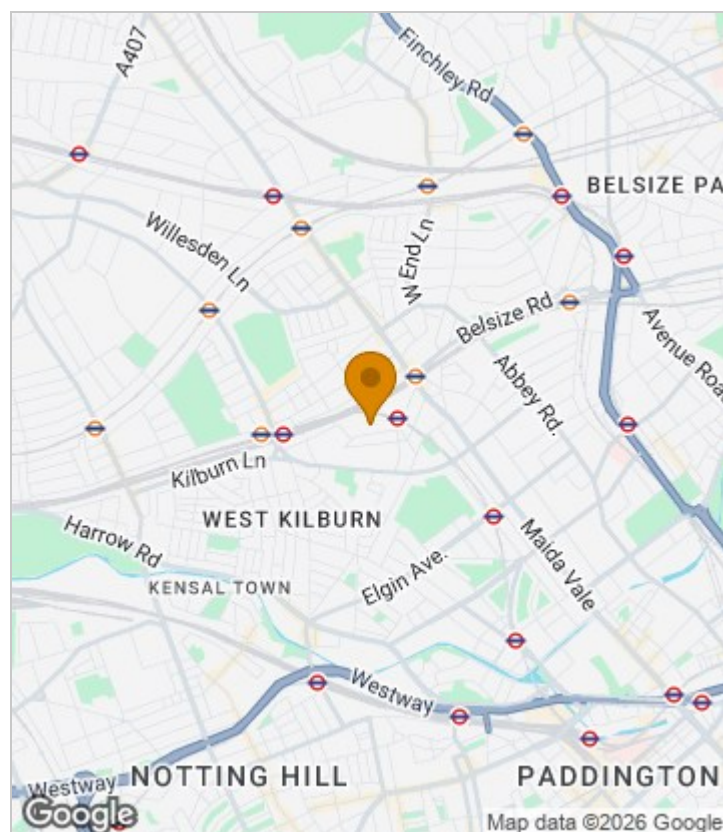 A407
Finchley Rd
BELSIZE PA
Willesden Ln
W End Ln
Belsize Rd
Avenue Road
Abbey Rd.
Kilburn Ln
WEST KILBURN
Harrow Rd
Maida Vale
Elgin Ave.
KENSAL TOWN
Westway
NOTTING HILL
PADDINGTON
Westway
Google
Map data ©2026 Google